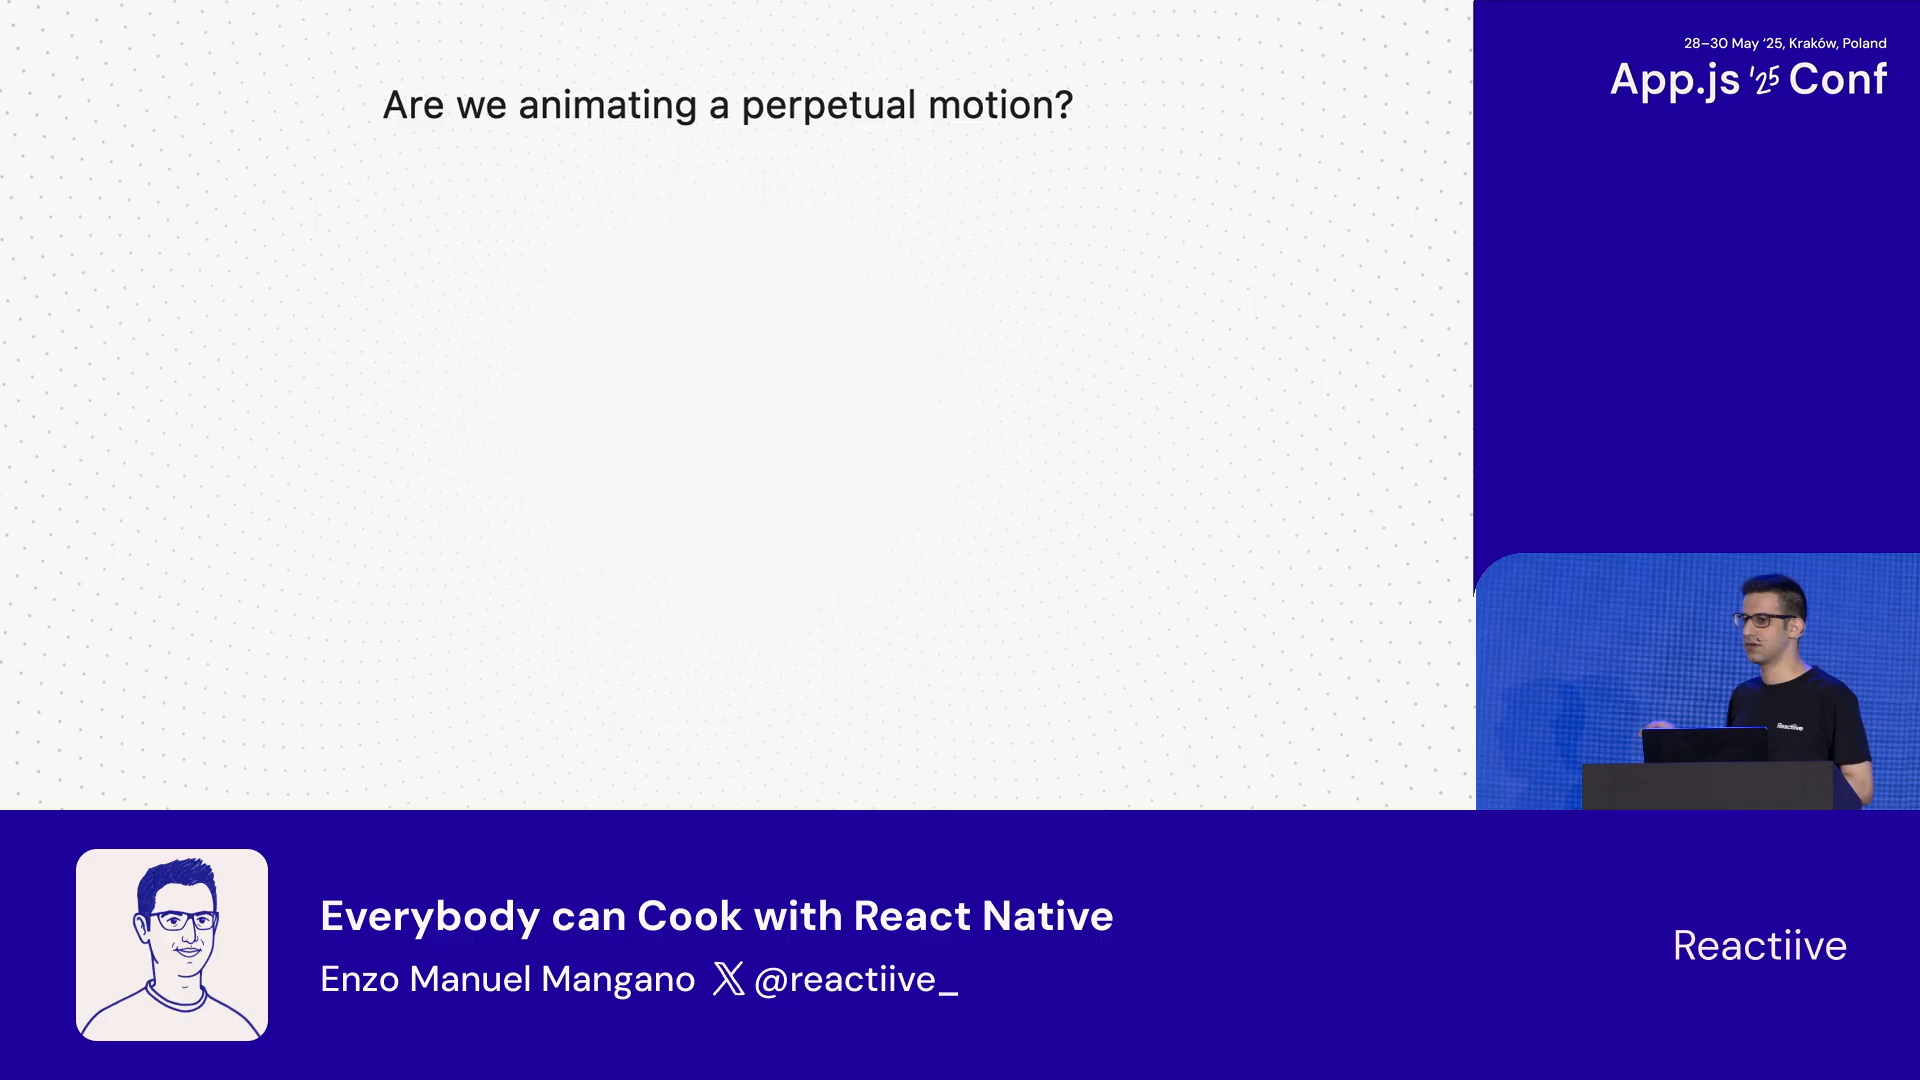 Are we animating a perpetual motion?
28–30 May ‘25, Kraków, Poland
App.js ‘25 Conf
Reactiive
Everybody can Cook with React Native
Enzo Manuel Mangano 𝕏 @reactiive_
Reactiive